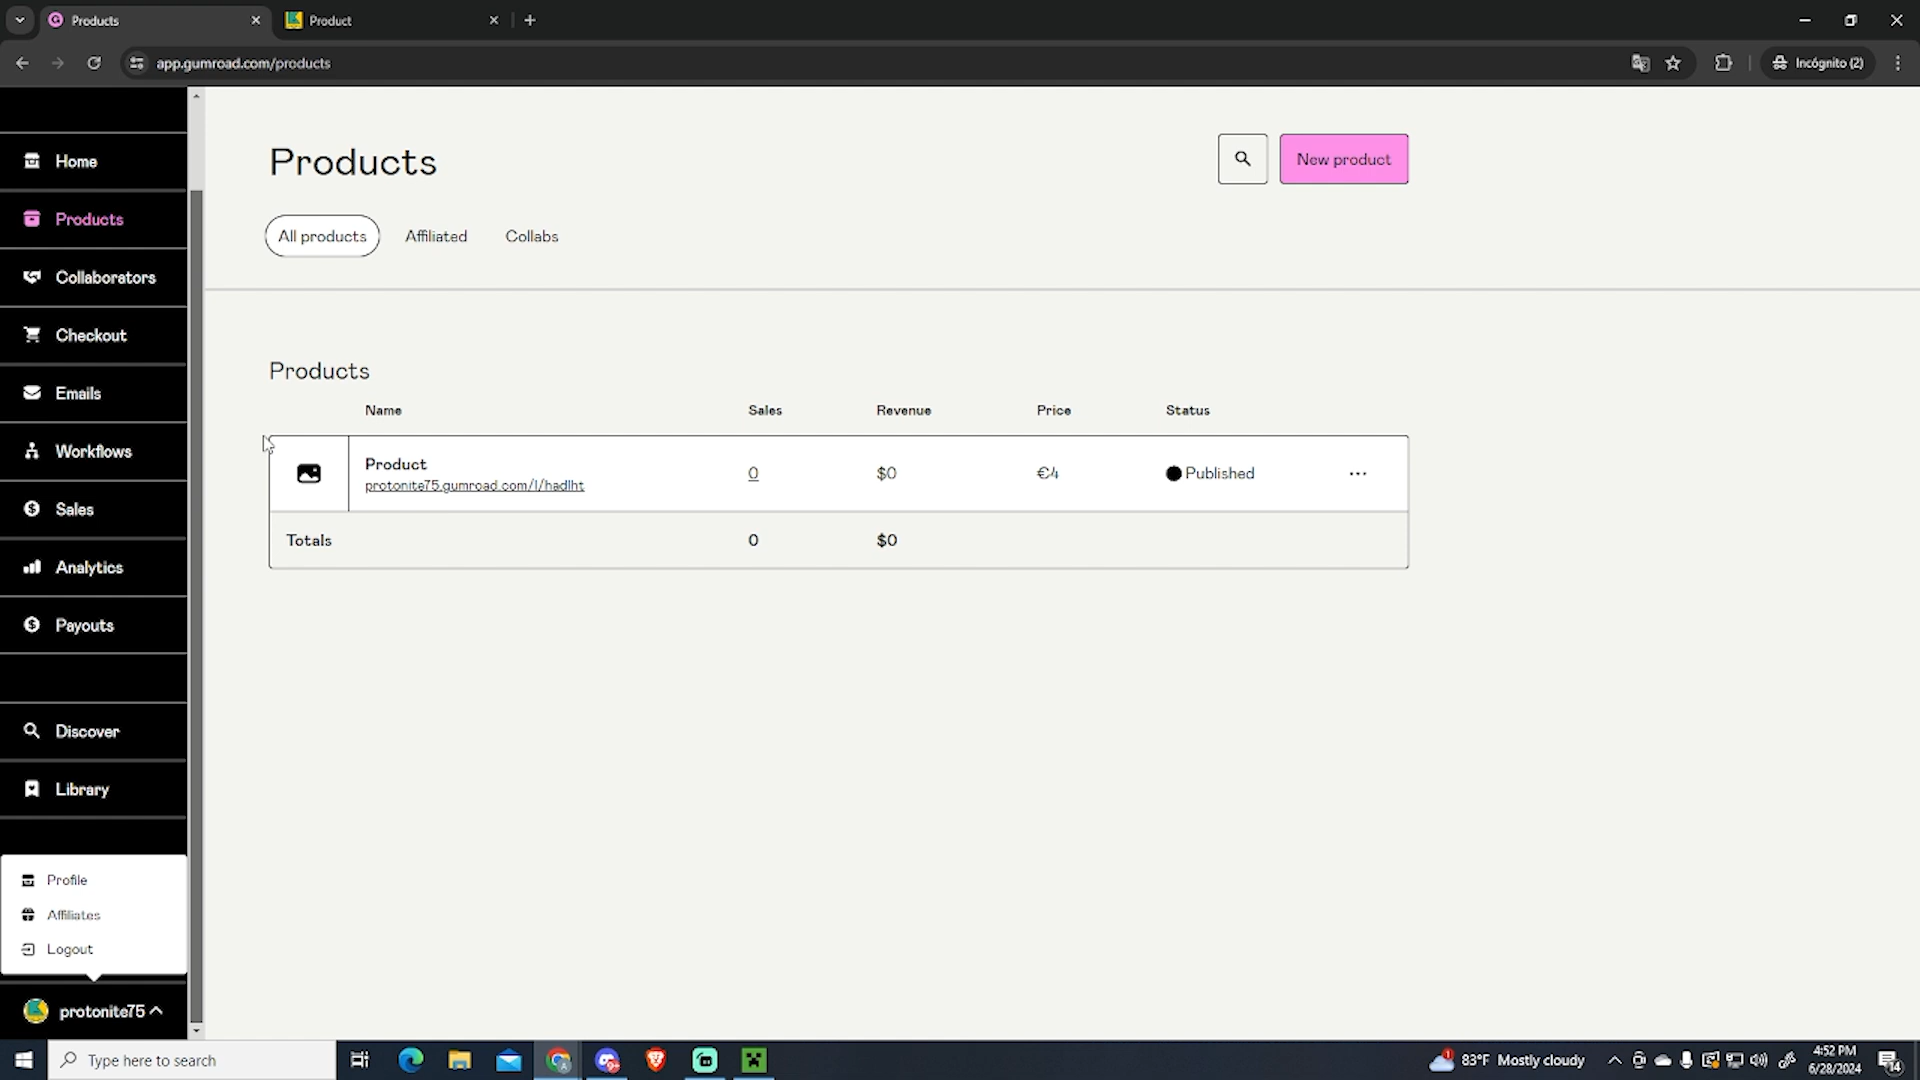 Products
Product
app.gumroad.com/products
Incógnito (2)
Home
Products
Collaborators
Checkout
Emails
Workflows
Sales
Analytics
Payouts
Discover
Library
Profile
Affiliates
Logout
protonite75
Products
New product
All products Affiliated Collabs
Products
Name Sales Revenue Price Status
Product 0 $0 €4 Published
protonite75.gumroad.com/l/hadlht
Totals 0 $0
Type here to search
83°F Mostly cloudy
4:52 PM
6/28/2024